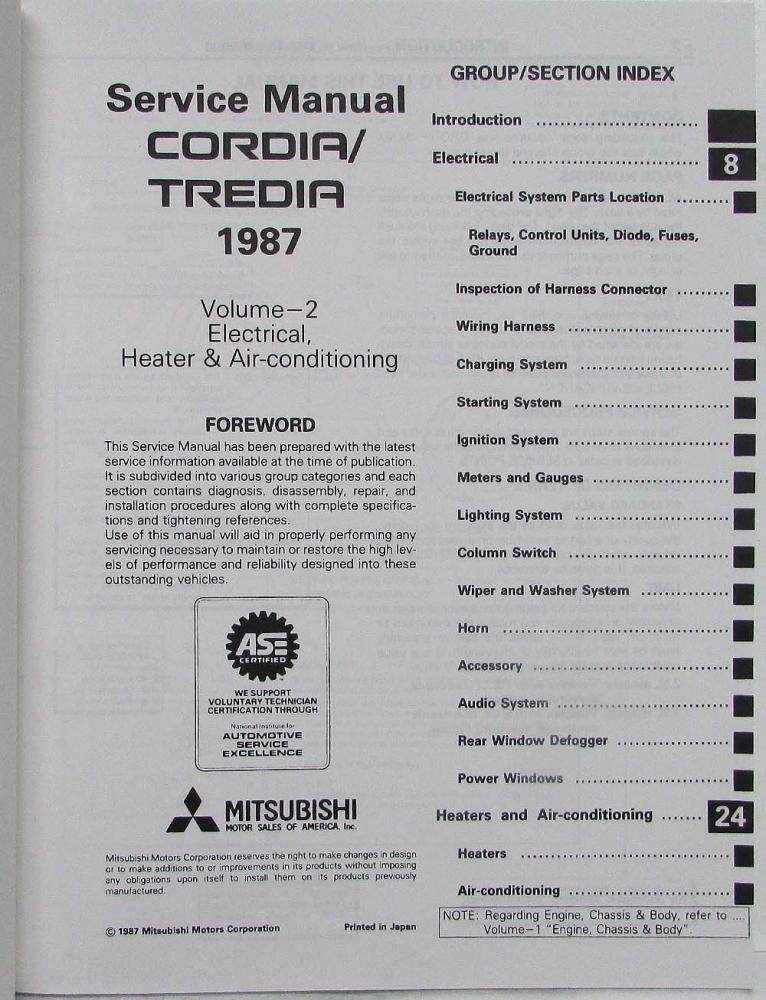 Service Manual
CORDIA/
TREDIA
1987
Volume–2
Electrical,
Heater & Air-conditioning
FOREWORD
This Service Manual has been prepared with the latest
service information available at the time of publication.
It is subdivided into various group categories and each
section contains diagnosis, disassembly, repair, and
installation procedures along with complete specifica-
tions and tightening references.
Use of this manual will aid in properly performing any
servicing necessary to maintain or restore the high lev-
els of performance and reliability designed into these
outstanding vehicles.
ASE
CERTIFIED
WE SUPPORT
VOLUNTARY TECHNICIAN
CERTIFICATION THROUGH
National Institute for
AUTOMOTIVE
SERVICE
EXCELLENCE
MITSUBISHI
MOTOR SALES OF AMERICA, Inc.
Mitsubishi Motors Corporation reserves the right to make changes in design
or to make additions to or improvements in its products without imposing
any obligations upon itself to install them on its products previously
manufactured.
© 1987 Mitsubishi Motors Corporation Printed in Japan
GROUP/SECTION INDEX
Introduction ............................
Electrical ............................ 8
Electrical System Parts Location .........
Relays, Control Units, Diode, Fuses,
Ground
Inspection of Harness Connector .........
Wiring Harness ............................
Charging System ..........................
Starting System ...........................
Ignition System ............................
Meters and Gauges ........................
Lighting System ...........................
Column Switch ............................
Wiper and Washer System ................
Horn .......................................
Accessory .................................
Audio System .............................
Rear Window Defogger ...................
Power Windows ..........................
Heaters and Air-conditioning ....... 24
Heaters ....................................
Air-conditioning ............................
NOTE: Regarding Engine, Chassis & Body, refer to ....
Volume–1 "Engine, Chassis & Body".